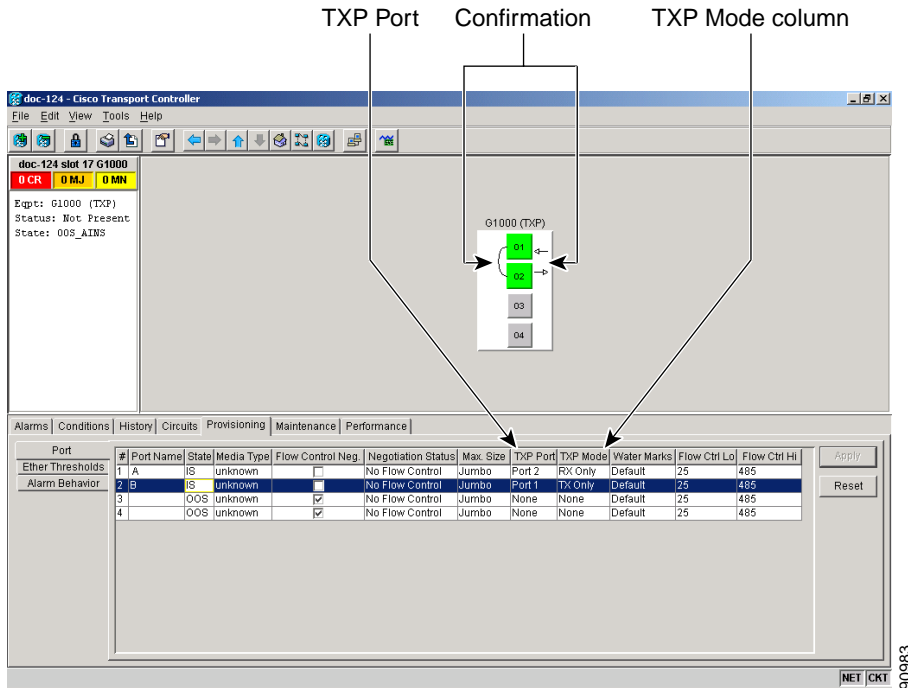 TXP Port Confirmation TXP Mode column
doc-124 - Cisco Transport Controller
File Edit View Tools Help
doc-124 slot 17 G1000
0 CR 0 MJ 0 MN
Eqpt: G1000 (TXP)
Status: Not Present
State: OOS_AINS
G1000 (TXP)
01
02
03
04
Alarms Conditions History Circuits Provisioning Maintenance Performance
Port
Ether Thresholds
Alarm Behavior
# Port Name State Media Type Flow Control Neg. Negotiation Status Max. Size TXP Port TXP Mode Water Marks Flow Ctrl Lo Flow Ctrl Hi
1 A IS unknown No Flow Control Jumbo Port 2 RX Only Default 25 485
2 B IS unknown No Flow Control Jumbo Port 1 TX Only Default 25 485
3 OOS unknown No Flow Control Jumbo None None Default 25 485
4 OOS unknown No Flow Control Jumbo None None Default 25 485
Apply
Reset
NET CKT
90983